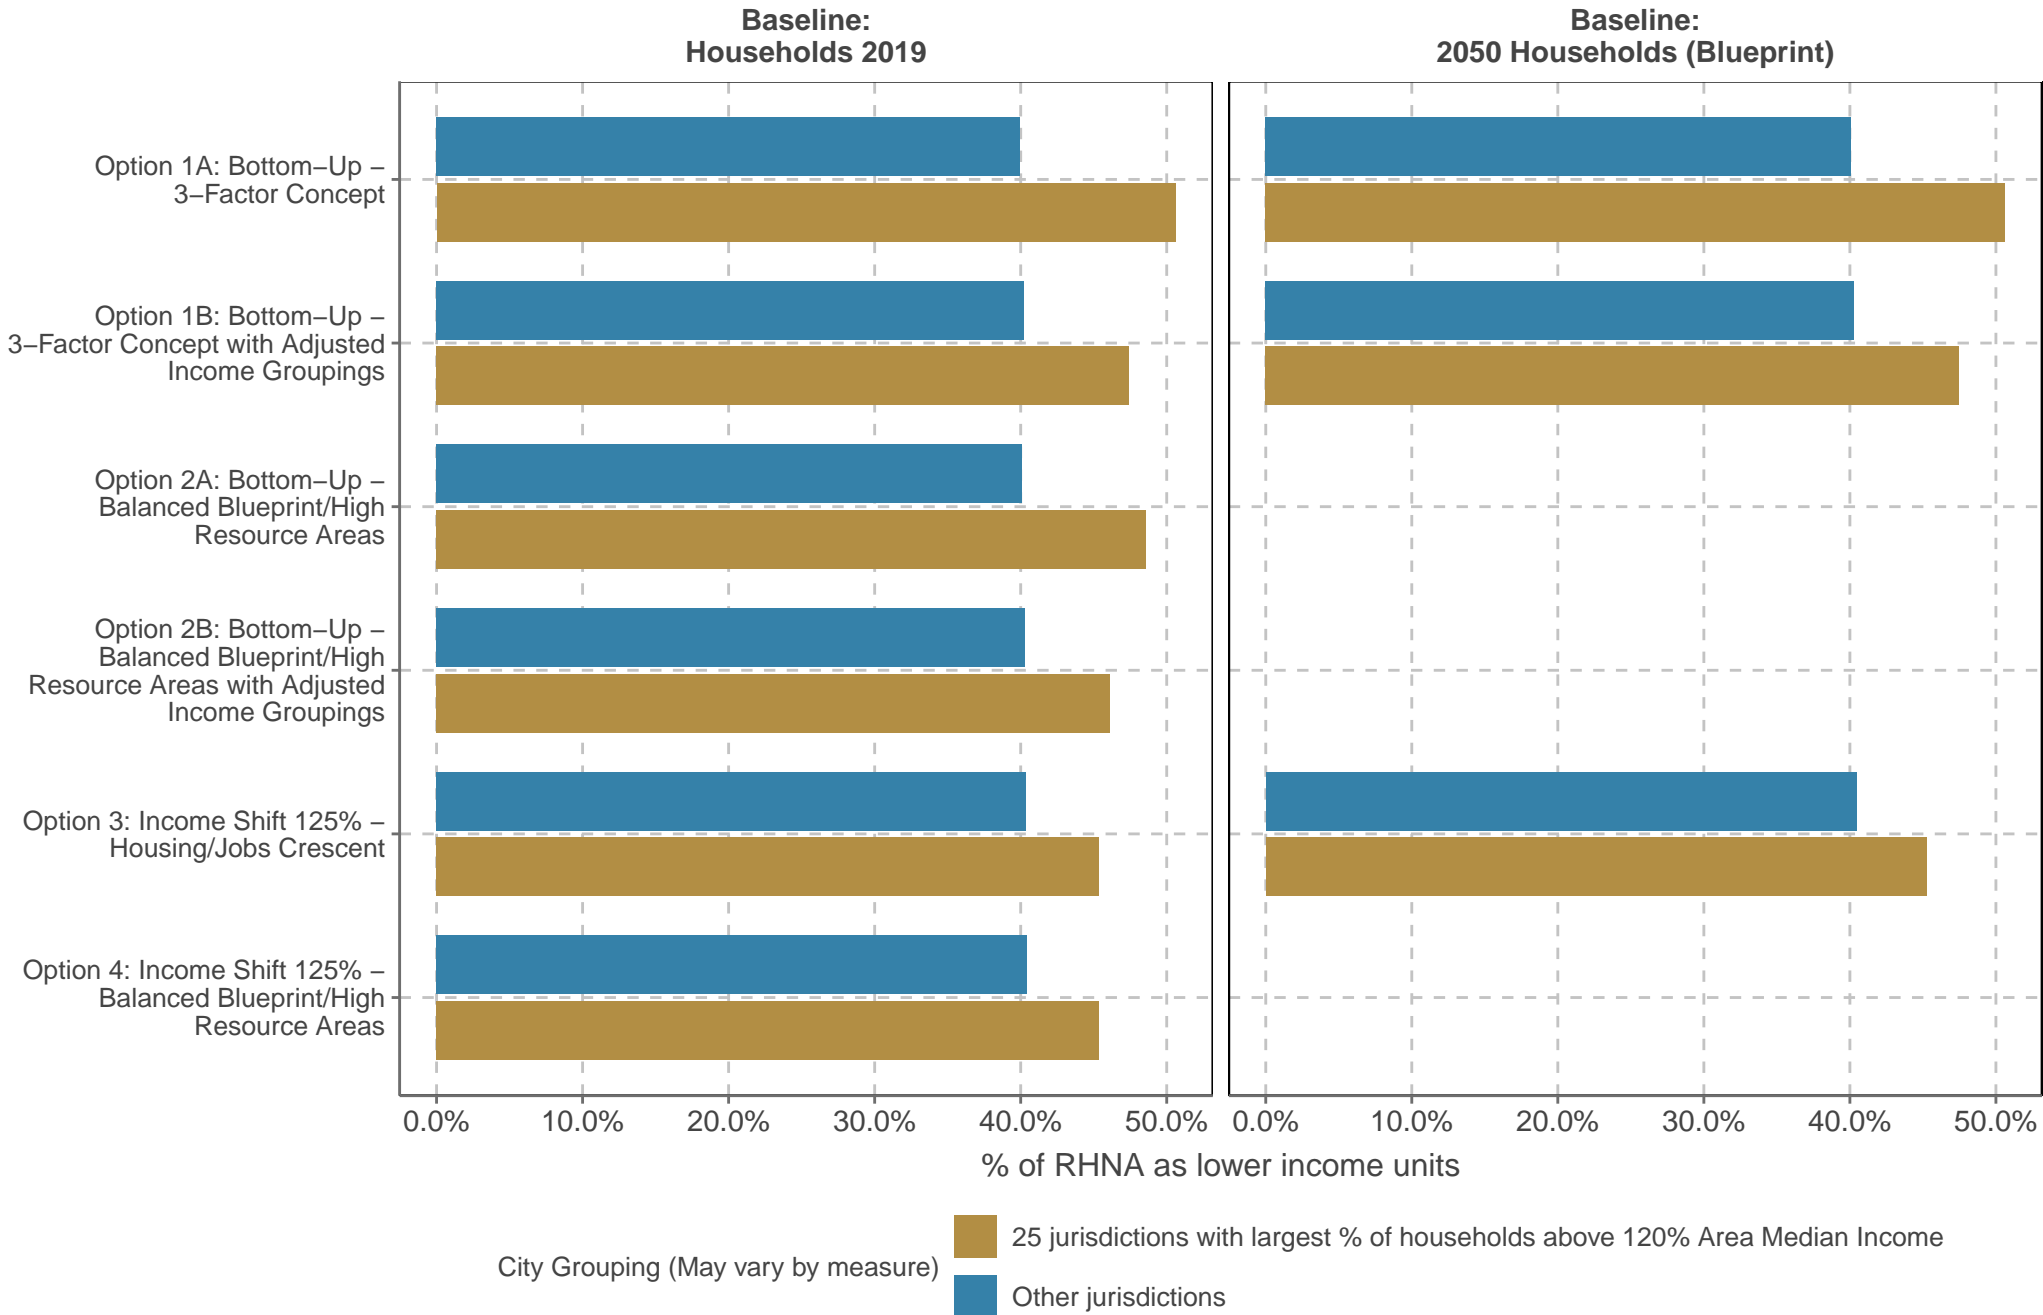 Baseline:
Households 2019
Baseline:
2050 Households (Blueprint)
Option 1A: Bottom−Up −
3−Factor Concept
Option 1B: Bottom−Up −
3−Factor Concept with Adjusted
Income Groupings
Option 2A: Bottom−Up −
Balanced Blueprint/High
Resource Areas
Option 2B: Bottom−Up −
Balanced Blueprint/High
Resource Areas with Adjusted
Income Groupings
Option 3: Income Shift 125% −
Housing/Jobs Crescent
Option 4: Income Shift 125% −
Balanced Blueprint/High
Resource Areas
0.0% 10.0% 20.0% 30.0% 40.0% 50.0%
0.0% 10.0% 20.0% 30.0% 40.0% 50.0%
% of RHNA as lower income units
City Grouping (May vary by measure)
25 jurisdictions with largest % of households above 120% Area Median Income
Other jurisdictions